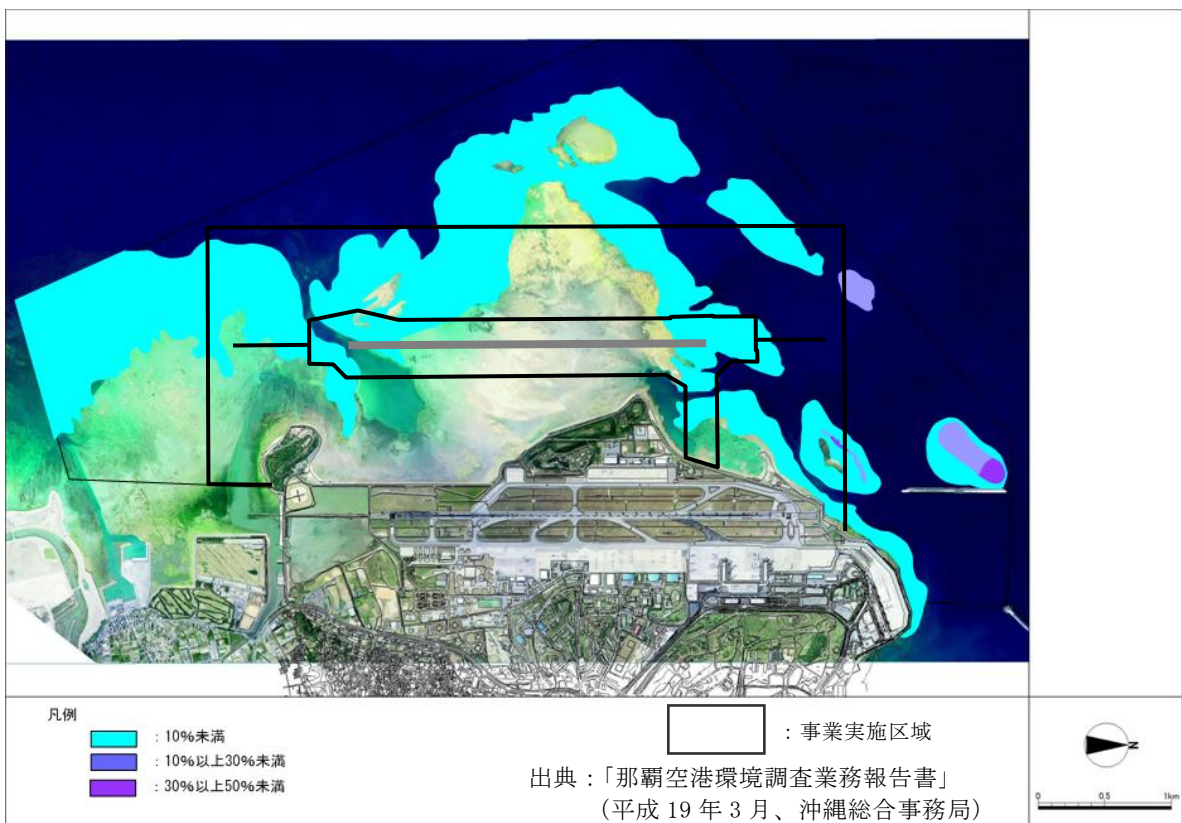 凡例
：10%未満
：10%以上30%未満
：30%以上50%未満
：事業実施区域
出典：「那覇空港環境調査業務報告書」
（平成 19 年 3 月、沖縄総合事務局）
N
0 0.5 1km